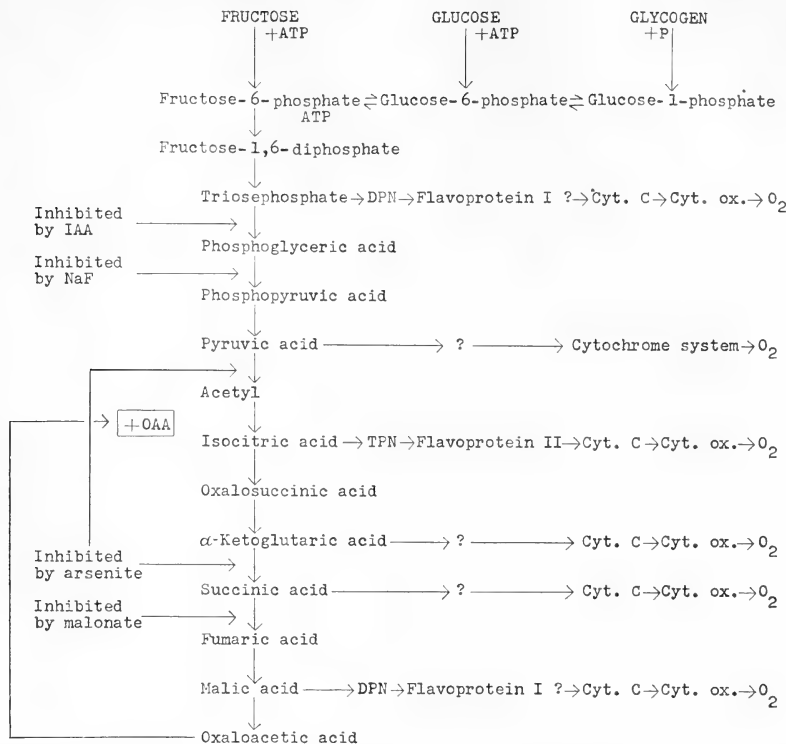 FRUCTOSE GLUCOSE GLYCOGEN
+ATP +ATP +P
Fructose-6-phosphate⇌Glucose-6-phosphate⇌Glucose-1-phosphate
ATP
Fructose-1,6-diphosphate
Triosephosphate→DPN→Flavoprotein I ?→Cyt. C→Cyt. ox.→O2
Inhibited
by IAA
Phosphoglyceric acid
Inhibited
by NaF
Phosphopyruvic acid
Pyruvic acid → ? → Cytochrome system→O2
Acetyl
+OAA
Isocitric acid→TPN→Flavoprotein II→Cyt. C→Cyt. ox.→O2
Oxalosuccinic acid
α-Ketoglutaric acid → ? → Cyt. C→Cyt. ox.→O2
Inhibited
by arsenite
Succinic acid → ? → Cyt. C→Cyt. ox.→O2
Inhibited
by malonate
Fumaric acid
Malic acid→DPN→Flavoprotein I ?→Cyt. C→Cyt. ox.→O2
Oxaloacetic acid